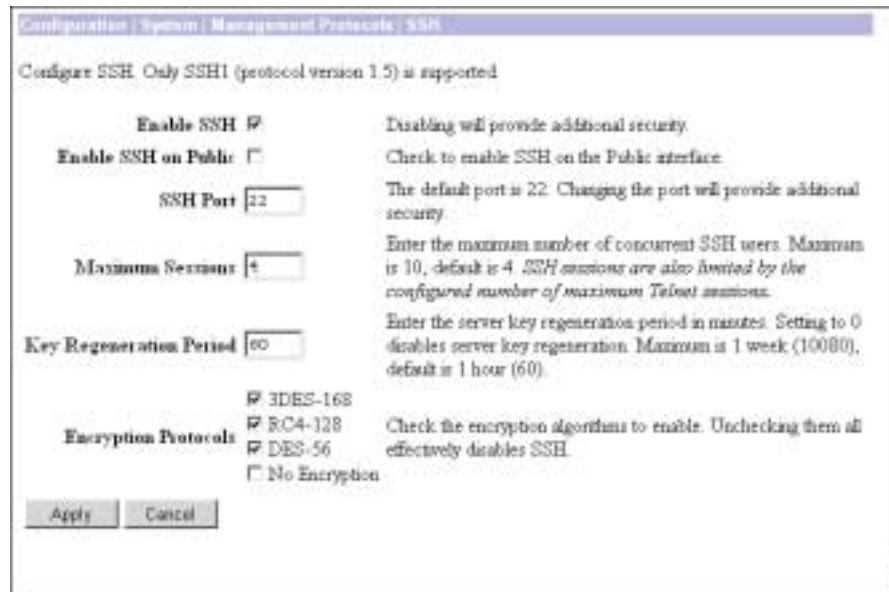 Configuration | System | Management Protocols | SSH
Configure SSH. Only SSH1 (protocol version 1.5) is supported.
Enable SSH
Disabling will provide additional security.
Enable SSH on Public
Check to enable SSH on the Public interface.
SSH Port 22
The default port is 22. Changing the port will provide additional
security.
Maximum Sessions 4
Enter the maximum number of concurrent SSH users. Maximum
is 10, default is 4. SSH sessions are also limited by the
configured number of maximum Telnet sessions.
Key Regeneration Period 60
Enter the server key regeneration period in minutes. Setting to 0
disables server key regeneration. Maximum is 1 week (10080),
default is 1 hour (60).
Encryption Protocols
3DES-168
RC4-128
DES-56
No Encryption
Check the encryption algorithms to enable. Unchecking them all
effectively disables SSH.
Apply Cancel